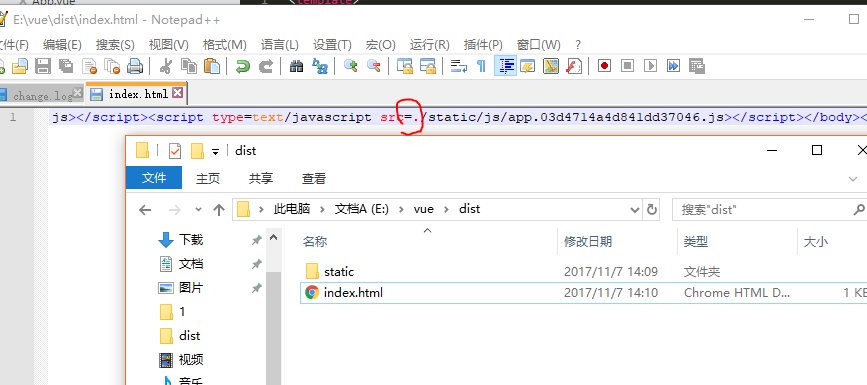 App.vue
1 <template>
E:\vue\dist\index.html - Notepad++
文件(F) 编辑(E) 搜索(S) 视图(V) 格式(M) 语言(L) 设置(T) 宏(O) 运行(R) 插件(P) 窗口(W) ?
change.log index.html
1 js></script><script type=text/javascript src=./static/js/app.03d4714a4d841dd37046.js></script></body><
dist
文件 主页 共享 查看
此电脑 文档A (E:) vue dist 搜索"dist"
名称 修改日期 类型 大小
下载
文档
图片
1
dist
视频
音乐
static 2017/11/7 14:09 文件夹
index.html 2017/11/7 14:10 Chrome HTML D... 1 K